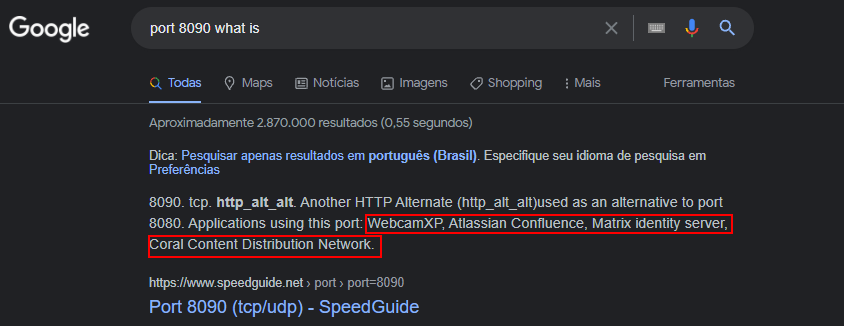 Google
port 8090 what is
Todas Maps Notícias Imagens Shopping Mais Ferramentas
Aproximadamente 2.870.000 resultados (0,55 segundos)
Dica: Pesquisar apenas resultados em português (Brasil). Especifique seu idioma de pesquisa em
Preferências
8090. tcp. http_alt_alt. Another HTTP Alternate (http_alt_alt)used as an alternative to port
8080. Applications using this port: WebcamXP, Atlassian Confluence, Matrix identity server,
Coral Content Distribution Network.
https://www.speedguide.net › port › port=8090
Port 8090 (tcp/udp) - SpeedGuide